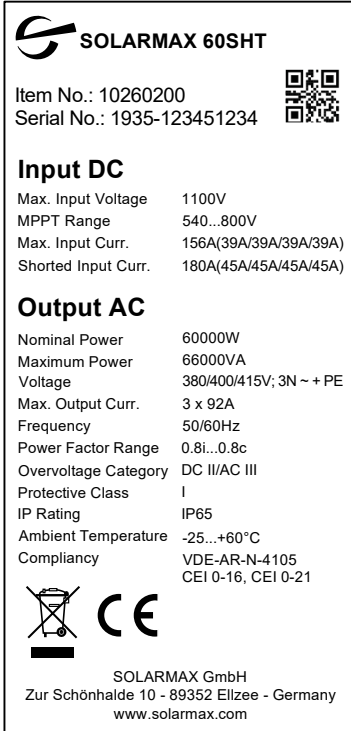 SOLARMAX 60SHT
Item No.: 10260200
Serial No.: 1935-123451234
Input DC
Max. Input Voltage 1100V
MPPT Range 540...800V
Max. Input Curr. 156A(39A/39A/39A/39A)
Shorted Input Curr. 180A(45A/45A/45A/45A)
Output AC
Nominal Power 60000W
Maximum Power 66000VA
Voltage 380/400/415V; 3N ~ + PE
Max. Output Curr. 3 x 92A
Frequency 50/60Hz
Power Factor Range 0.8i...0.8c
Overvoltage Category DC II/AC III
Protective Class I
IP Rating IP65
Ambient Temperature -25...+60°C
Compliancy VDE-AR-N-4105
CEI 0-16, CEI 0-21
CE
SOLARMAX GmbH
Zur Schönhalde 10 - 89352 Ellzee - Germany
www.solarmax.com